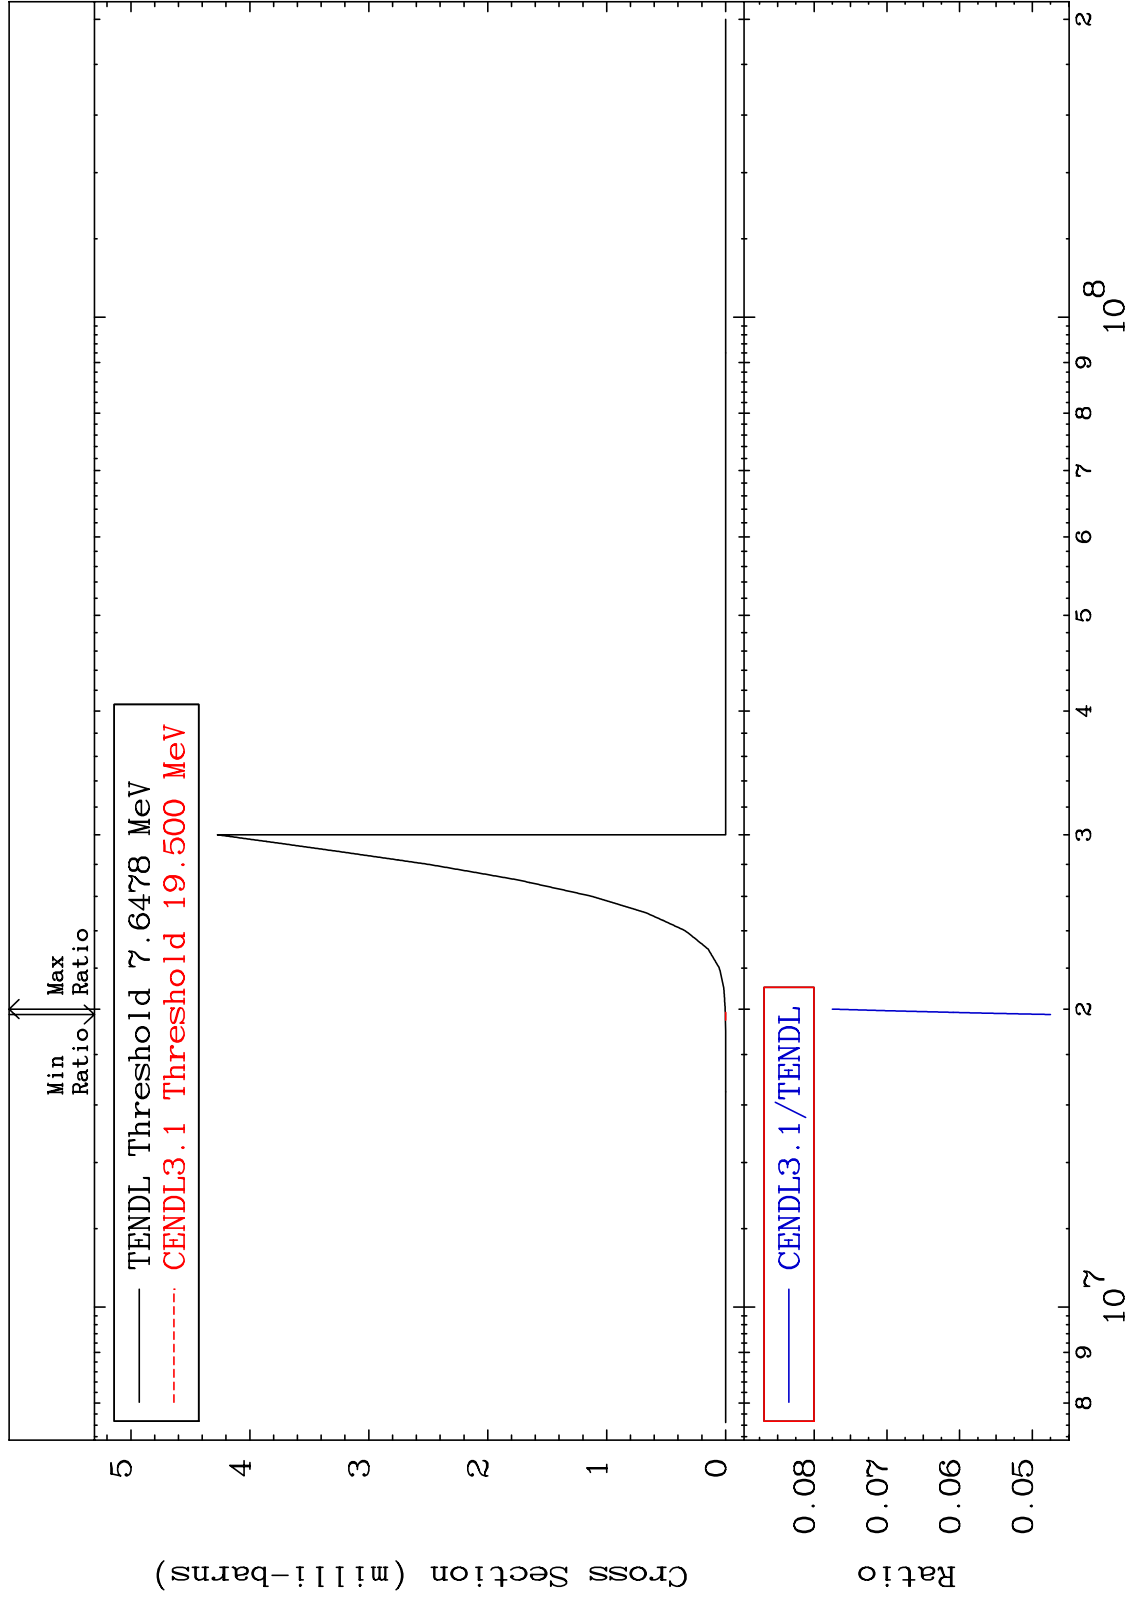 Min Max
Ratio Ratio
TENDL Threshold 7.6478 MeV
CENDL3.1 Threshold 19.500 MeV
Cross Section (milli-barns)
5
4
3
2
1
0
CENDL3.1/TENDL
Ratio
0.08
0.07
0.06
0.05
8 9 10^7 2 3 4 5 6 7 8 9 10^8 2